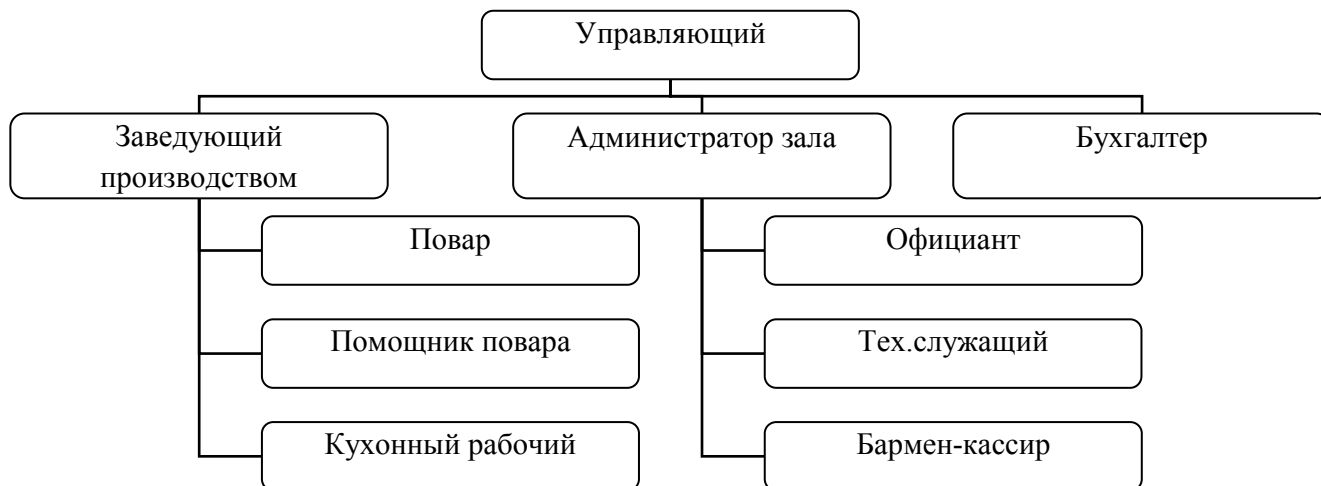 Управляющий
Заведующий
производством
Администратор зала
Бухгалтер
Повар
Официант
Помощник повара
Тех.служащий
Кухонный рабочий
Бармен-кассир